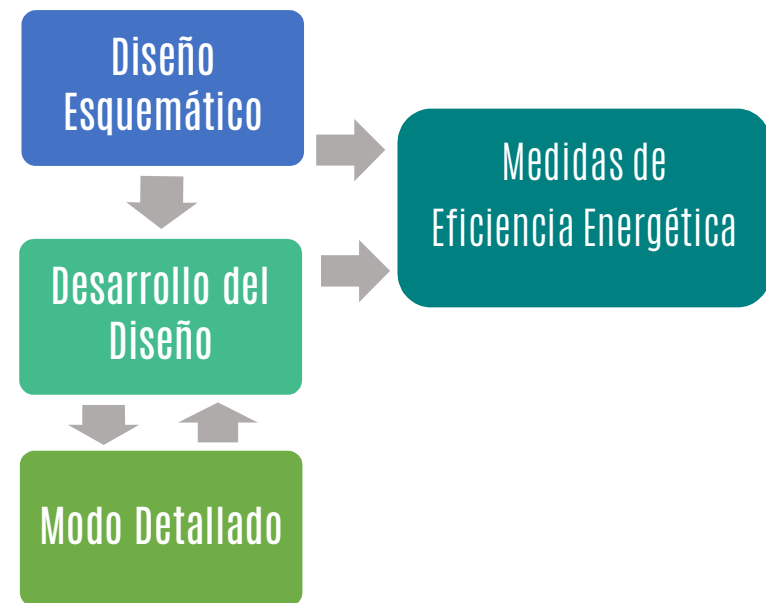 Diseño
Esquemático
Medidas de
Eficiencia Energética
Desarrollo del
Diseño
Modo Detallado